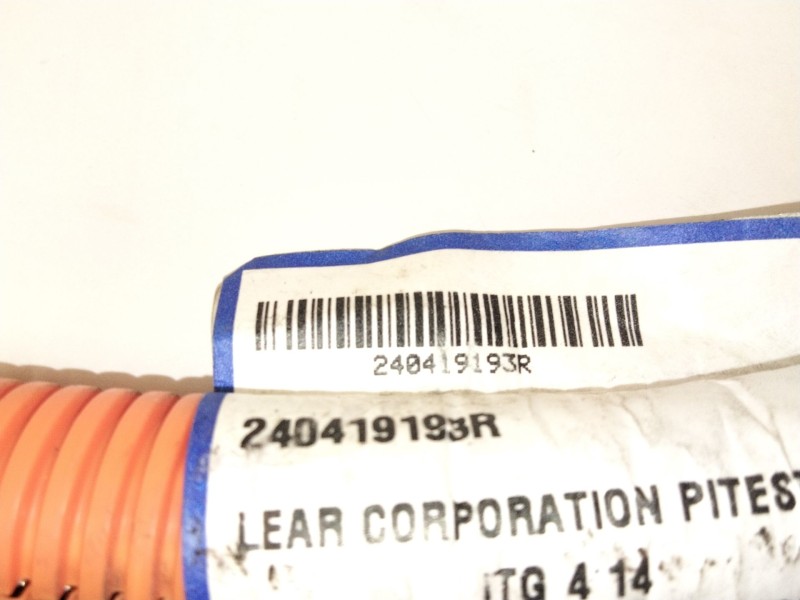 240419193R
240419193R
LEAR CORPORATION PITEST
ITG 4 14